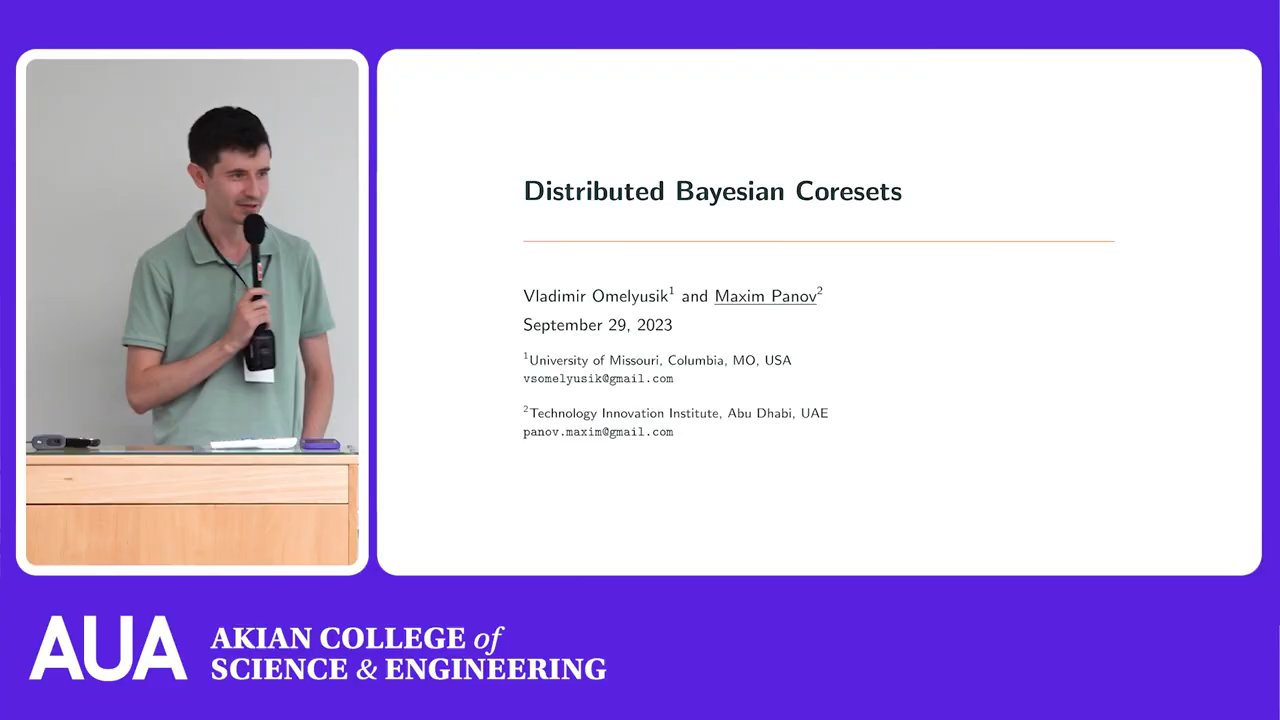 Distributed Bayesian Coresets
Vladimir Omelyusik¹ and Maxim Panov²
September 29, 2023
¹University of Missouri, Columbia, MO, USA
vsomelyusik@gmail.com
²Technology Innovation Institute, Abu Dhabi, UAE
panov.maxim@gmail.com
AUA
AKIAN COLLEGE of
SCIENCE & ENGINEERING